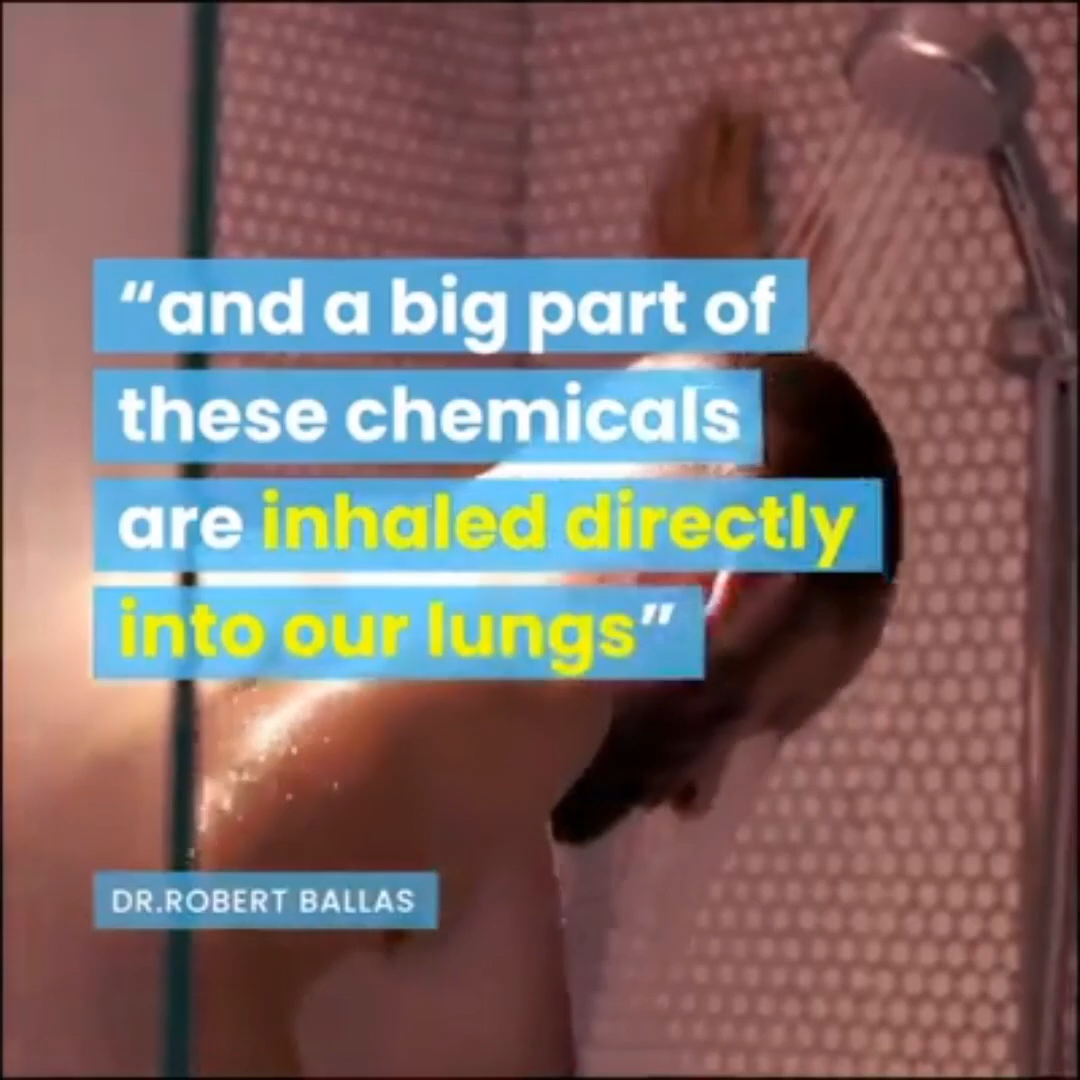 “and a big part of
these chemicals
are inhaled directly
into our lungs”
DR.ROBERT BALLAS